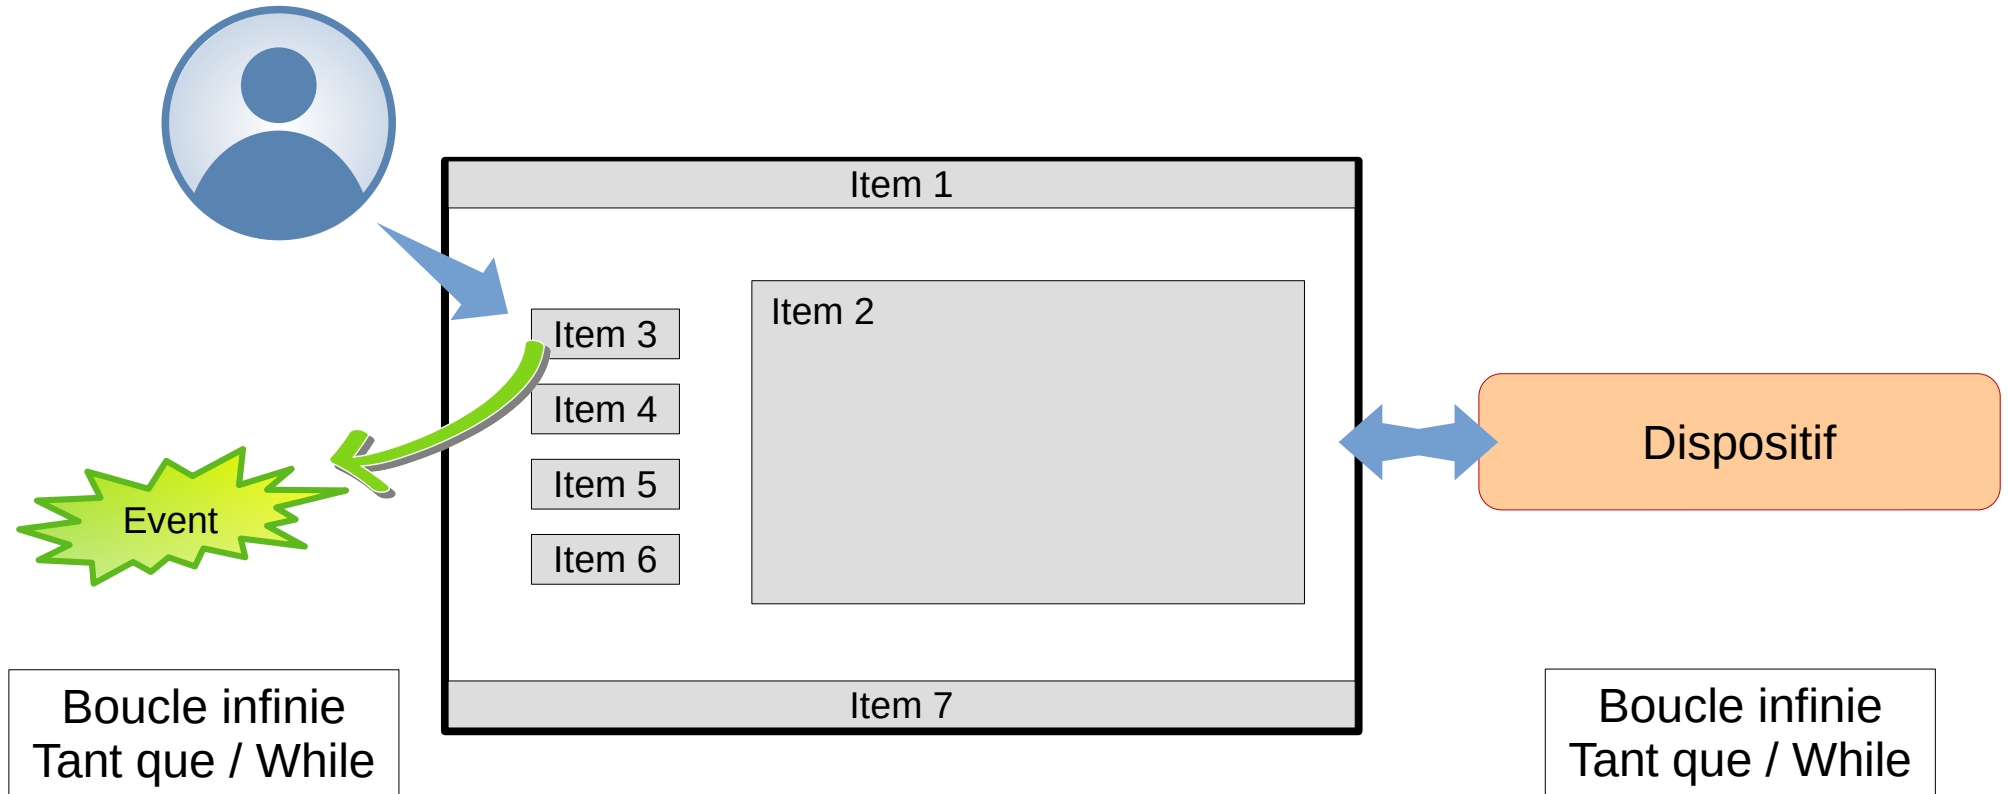 Item 1
Item 2
Item 3
Item 4
Item 5
Item 6
Item 7
Event
Dispositif
Boucle infinie
Tant que / While
Boucle infinie
Tant que / While